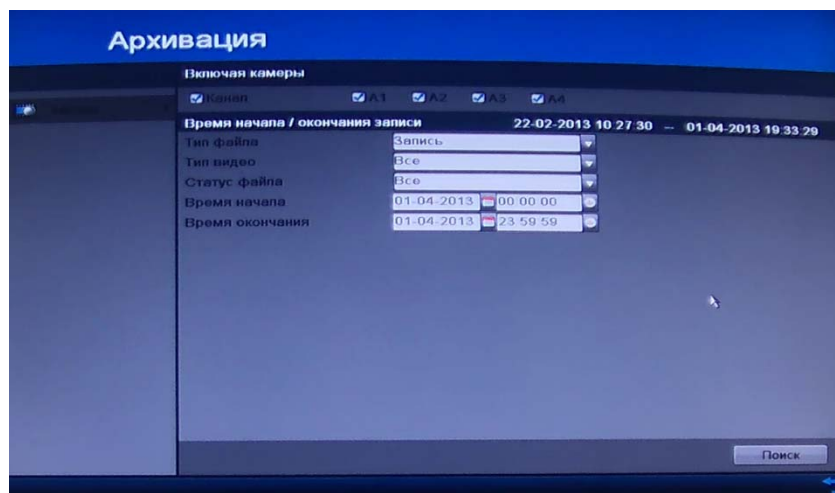 Архивация
Включая камеры
Канал A1 A2 A3 A4
Время начала / окончания записи 22-02-2013 10:27:30 -- 01-04-2013 19:33:29
Тип файла Запись
Тип видео Все
Статус файла Все
Время начала 01-04-2013 00:00:00
Время окончания 01-04-2013 23:59:59
Поиск